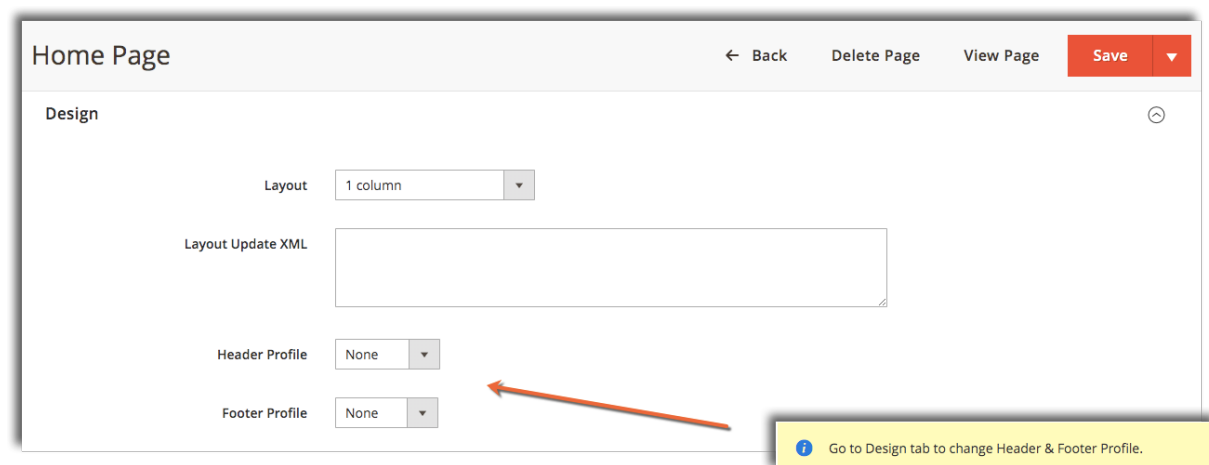 Home Page
← Back
Delete Page
View Page
Save
Design
Layout
1 column
Layout Update XML
Header Profile
None
Footer Profile
None
Go to Design tab to change Header & Footer Profile.